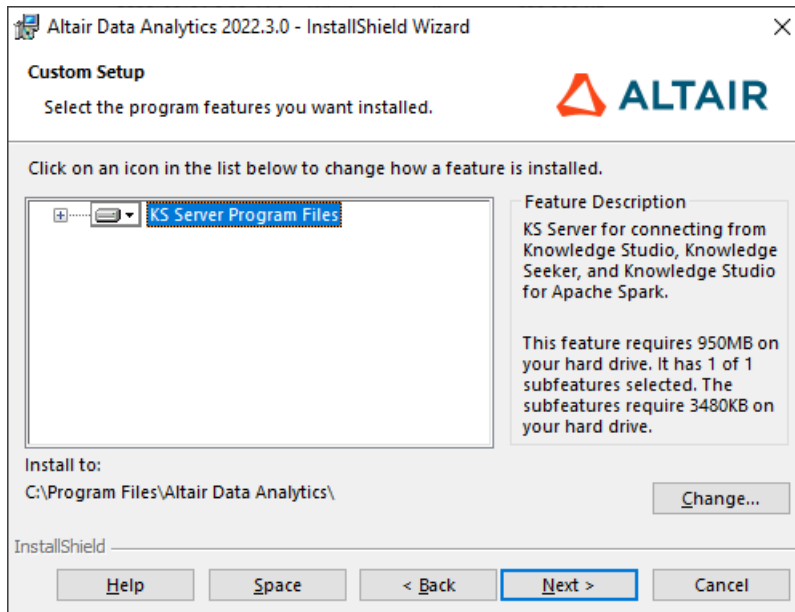 Altair Data Analytics 2022.3.0 - InstallShield Wizard
Custom Setup
Select the program features you want installed.
ALTAIR
Click on an icon in the list below to change how a feature is installed.
KS Server Program Files
Feature Description
KS Server for connecting from
Knowledge Studio, Knowledge
Seeker, and Knowledge Studio
for Apache Spark.
This feature requires 950MB on
your hard drive. It has 1 of 1
subfeatures selected. The
subfeatures require 3480KB on
your hard drive.
Install to:
C:\Program Files\Altair Data Analytics\
Change...
InstallShield
Help
Space
< Back
Next >
Cancel